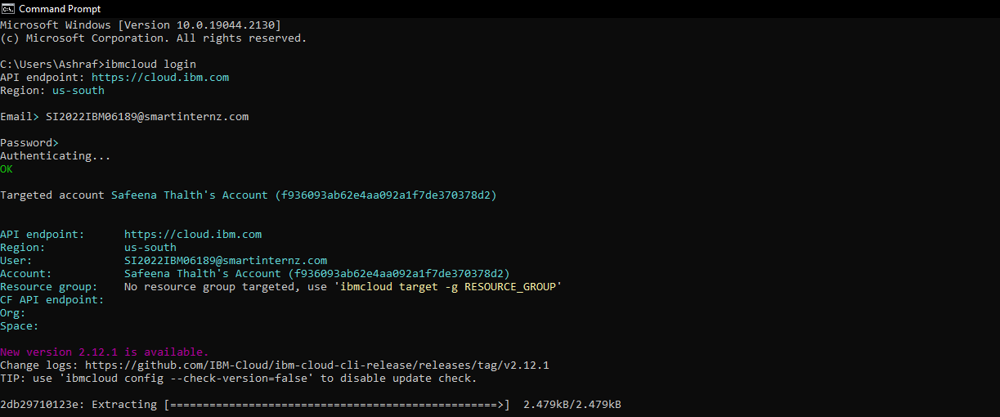 Command Prompt
Microsoft Windows [Version 10.0.19044.2130]
(c) Microsoft Corporation. All rights reserved.
C:\Users\Ashraf>ibmcloud login
API endpoint: https://cloud.ibm.com
Region: us-south
Email> SI2022IBM06189@smartinternz.com
Password>
Authenticating...
OK
Targeted account Safeena Thalth's Account (f936093ab62e4aa092a1f7de370378d2)
API endpoint:      https://cloud.ibm.com
Region:            us-south
User:              SI2022IBM06189@smartinternz.com
Account:           Safeena Thalth's Account (f936093ab62e4aa092a1f7de370378d2)
Resource group:    No resource group targeted, use 'ibmcloud target -g RESOURCE_GROUP'
CF API endpoint:
Org:
Space:
New version 2.12.1 is available.
Change logs: https://github.com/IBM-Cloud/ibm-cloud-cli-release/releases/tag/v2.12.1
TIP: use 'ibmcloud config --check-version=false' to disable update check.
2db29710123e: Extracting [==================================================>]  2.479kB/2.479kB